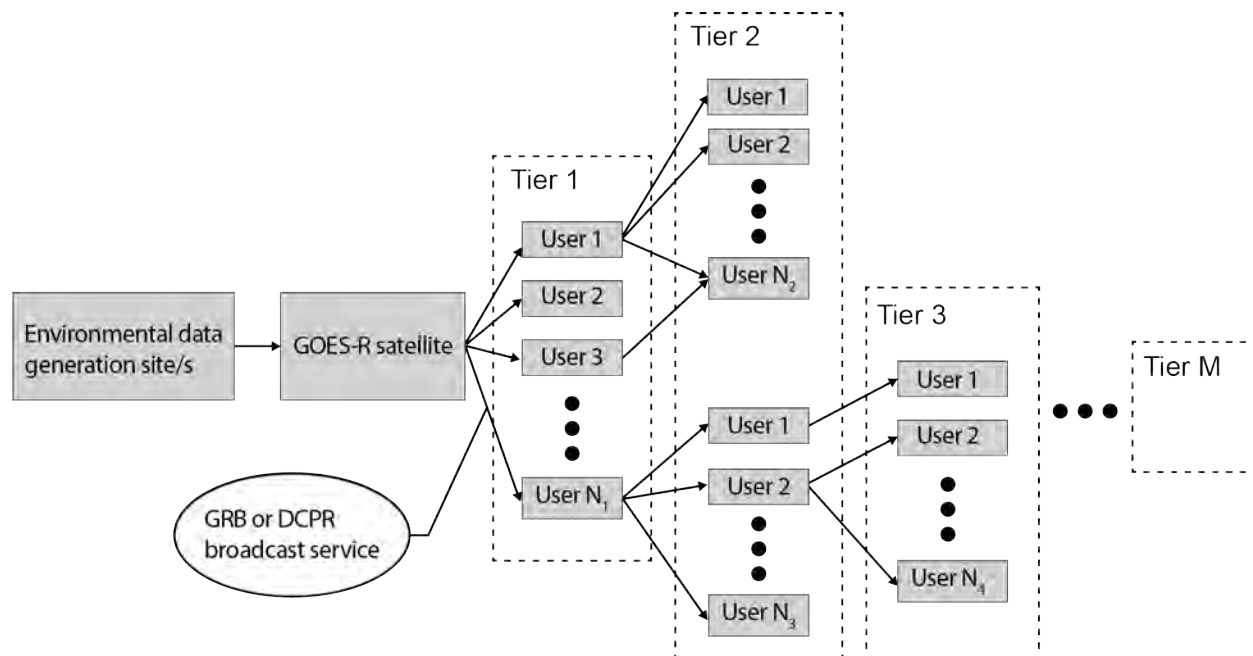 Environmental data
generation site/s
GOES-R satellite
GRB or DCPR
broadcast service
Tier 1
User 1
User 2
User 3
User N₁
Tier 2
User 1
User 2
User N₂
User 1
User 2
User N₃
Tier 3
User 1
User 2
User N₄
Tier M